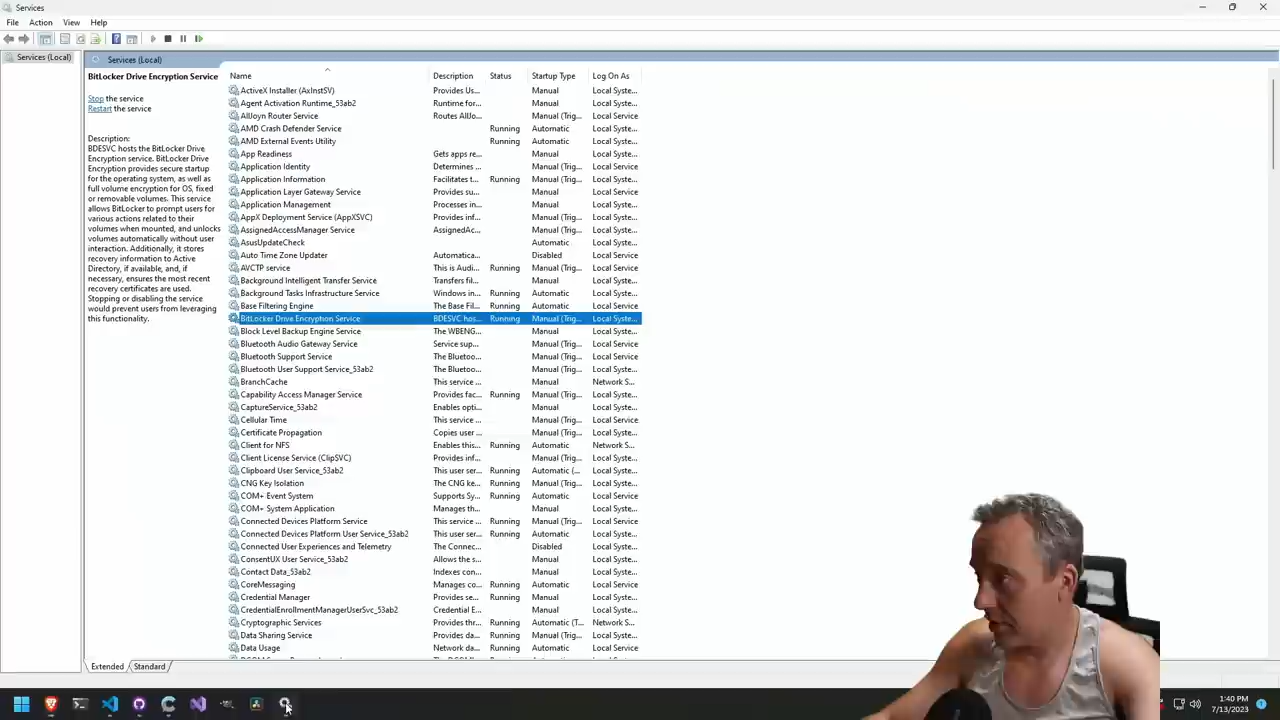 Services
File Action View Help
Services (Local)
Services (Local)
BitLocker Drive Encryption Service
Stop the service
Restart the service
Description:
BDESVC hosts the BitLocker Drive
Encryption service. BitLocker Drive
Encryption provides secure startup
for the operating system, as well as
full volume encryption for OS, fixed
or removable volumes. This service
allows BitLocker to prompt users for
various actions related to their
volumes when mounted, and unlocks
volumes automatically without user
interaction. Additionally, it stores
recovery information to Active
Directory, if available, and, if
necessary, ensures the most recent
recovery certificates are used.
Stopping or disabling the service
would prevent users from leveraging
this functionality.
Name Description Status Startup Type Log On As
ActiveX Installer (AxInstSV) Provides Us... Manual Local Syste...
Agent Activation Runtime_53ab2 Runtime for... Manual Local Syste...
AllJoyn Router Service Routes AllJo... Manual (Trig... Local Service
AMD Crash Defender Service Running Automatic Local Syste...
AMD External Events Utility Running Automatic Local Syste...
App Readiness Gets apps re... Manual Local Syste...
Application Identity Determines ... Manual (Trig... Local Service
Application Information Facilitates t... Running Manual (Trig... Local Syste...
Application Layer Gateway Service Provides su... Manual Local Service
Application Management Processes in... Manual Local Syste...
AppX Deployment Service (AppXSVC) Provides inf... Manual (Trig... Local Syste...
AssignedAccessManager Service AssignedAc... Manual (Trig... Local Syste...
AsusUpdateCheck Automatic Local Syste...
Auto Time Zone Updater Automatica... Disabled Local Service
AVCTP service This is Audi... Running Manual (Trig... Local Service
Background Intelligent Transfer Service Transfers fil... Manual Local Syste...
Background Tasks Infrastructure Service Windows in... Running Automatic Local Syste...
Base Filtering Engine The Base Fil... Running Automatic Local Service
BitLocker Drive Encryption Service BDESVC hos... Running Manual (Trig... Local Syste...
Block Level Backup Engine Service The WBENG... Manual Local Syste...
Bluetooth Audio Gateway Service Service sup... Manual (Trig... Local Service
Bluetooth Support Service The Bluetoo... Manual (Trig... Local Service
Bluetooth User Support Service_53ab2 The Bluetoo... Manual (Trig... Local Syste...
BranchCache This service ... Manual Network S...
Capability Access Manager Service Provides fac... Running Manual (Trig... Local Syste...
CaptureService_53ab2 Enables opti... Manual Local Syste...
Cellular Time This service ... Manual (Trig... Local Service
Certificate Propagation Copies user ... Manual (Trig... Local Syste...
Client for NFS Enables this... Running Automatic Network S...
Client License Service (ClipSVC) Provides inf... Manual (Trig... Local Syste...
Clipboard User Service_53ab2 This user ser... Running Automatic (... Local Syste...
CNG Key Isolation The CNG ke... Running Manual (Trig... Local Syste...
COM+ Event System Supports Sy... Running Automatic Local Service
COM+ System Application Manages th... Manual Local Syste...
Connected Devices Platform Service This service ... Running Manual (Trig... Local Service
Connected Devices Platform User Service_53ab2 This user ser... Running Automatic Local Syste...
Connected User Experiences and Telemetry The Connec... Disabled Local Syste...
ConsentUX User Service_53ab2 Allows the s... Manual Local Syste...
Contact Data_53ab2 Indexes con... Manual Local Syste...
CoreMessaging Manages co... Running Automatic Local Service
Credential Manager Provides se... Running Manual Local Syste...
CredentialEnrollmentManagerUserSvc_53ab2 Credential E... Manual Local Syste...
Cryptographic Services Provides thr... Running Automatic (T... Network S...
Data Sharing Service Provides da... Running Manual (Trig... Local Syste...
Data Usage Network da... Running Automatic Local Service
Extended Standard
1:40 PM
7/13/2023